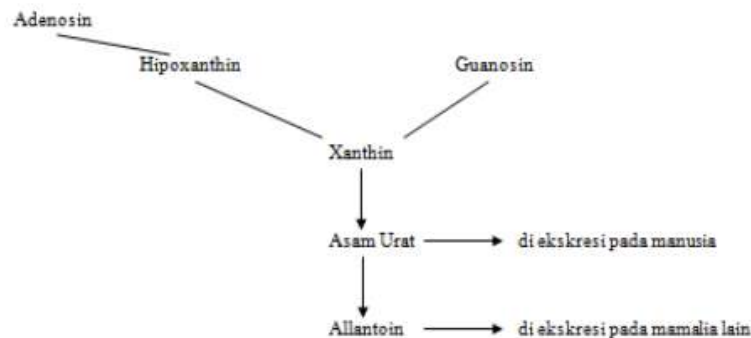 Adenosin
Hipoxanthin
Guanosin
Xanthin
Asam Urat
di ekskresi pada manusia
Allantoin
di ekskresi pada mamalia lain